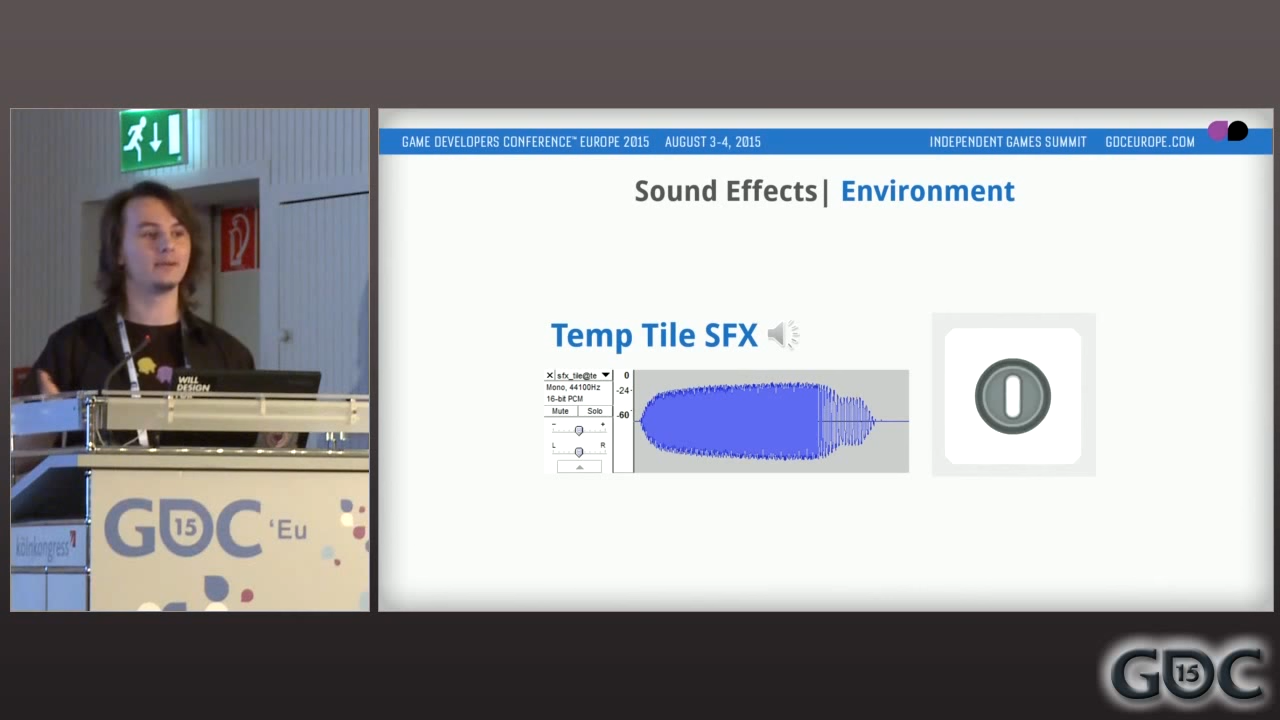 GAME DEVELOPERS CONFERENCE™ EUROPE 2015 AUGUST 3-4, 2015 INDEPENDENT GAMES SUMMIT GDCEUROPE.COM
Sound Effects| Environment
Temp Tile SFX
X sfx_tile@te
Mono, 44100Hz
16-bit PCM
Mute Solo
- +
L R
0
-24-
-60-
WILL
DESIGN
GDC 15 'Eu
kölnkongress
GDC 15